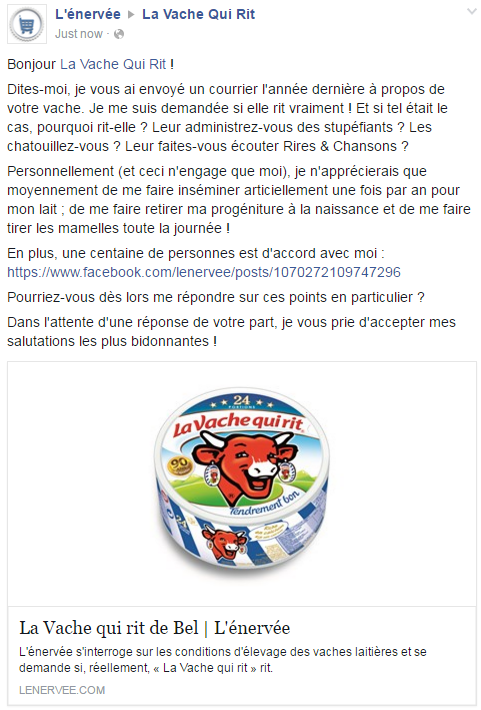 L'énervée ▸ La Vache Qui Rit
Just now ·
Bonjour La Vache Qui Rit !
Dites-moi, je vous ai envoyé un courrier l'année dernière à propos de
votre vache. Je me suis demandée si elle rit vraiment ! Et si tel était le
cas, pourquoi rit-elle ? Leur administrez-vous des stupéfiants ? Les
chatouillez-vous ? Leur faites-vous écouter Rires & Chansons ?
Personnellement (et ceci n'engage que moi), je n'apprécierais que
moyennement de me faire inséminer articiellement une fois par an pour
mon lait ; de me faire retirer ma progéniture à la naissance et de me faire
tirer les mamelles toute la journée !
En plus, une centaine de personnes est d'accord avec moi :
https://www.facebook.com/lenervee/posts/1070272109747296
Pourriez-vous dès lors me répondre sur ces points en particulier ?
Dans l'attente d'une réponse de votre part, je vous prie d'accepter mes
salutations les plus bidonnantes !
24
PORTIONS
La Vache qui rit
90
tendrement bon
La Vache qui rit de Bel | L'énervée
L'énervée s'interroge sur les conditions d'élevage des vaches laitières et se
demande si, réellement, « La Vache qui rit » rit.
LENERVEE.COM